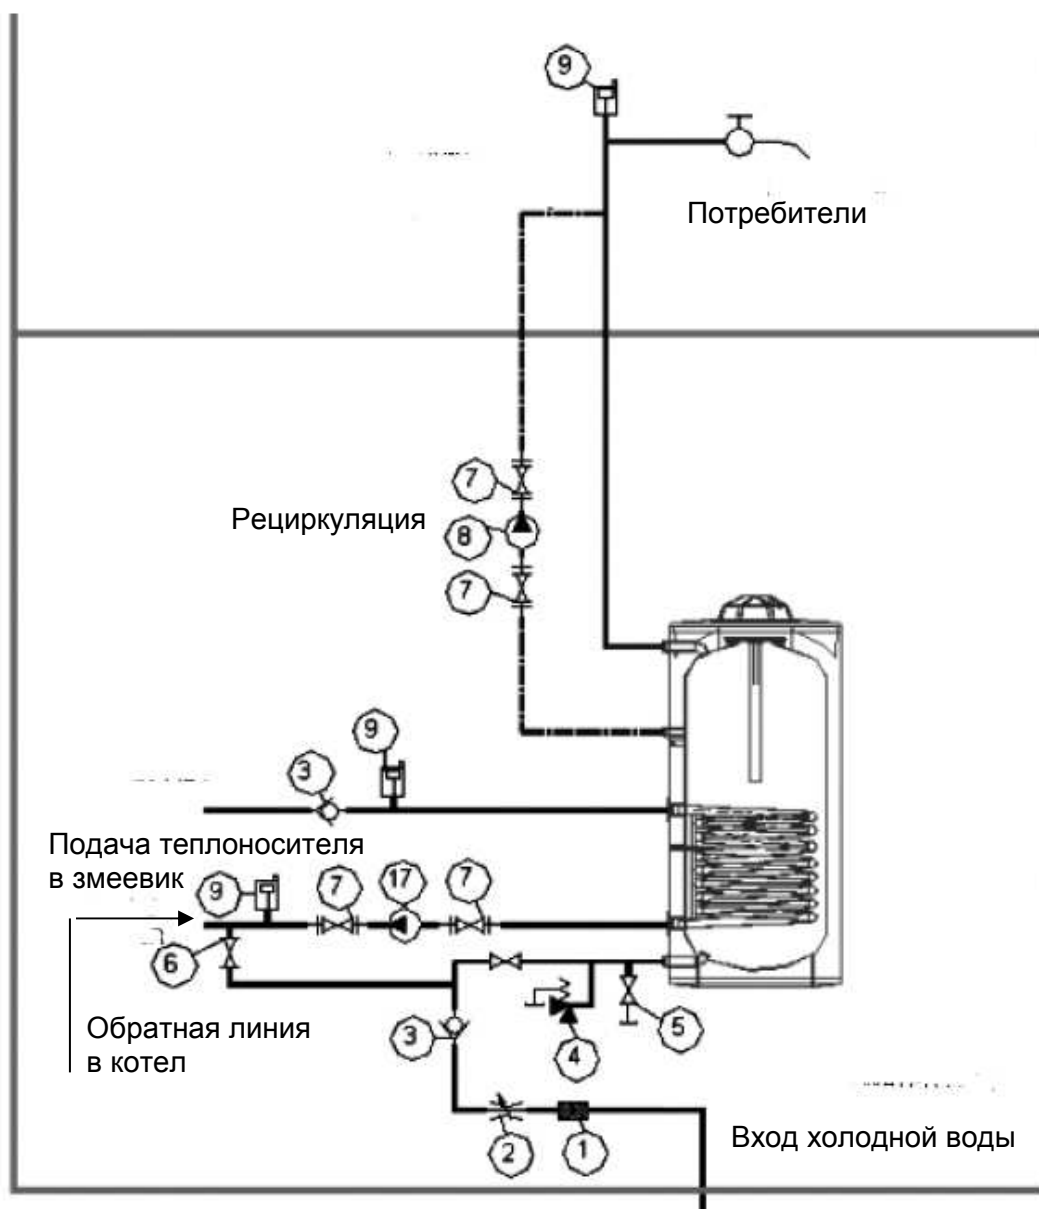 9
Потребители
7
Рециркуляция
8
7
9
3
Подача теплоносителя
в змеевик
9
7
17
7
6
Обратная линия
в котел
3
4
5
Вход холодной воды
2
1